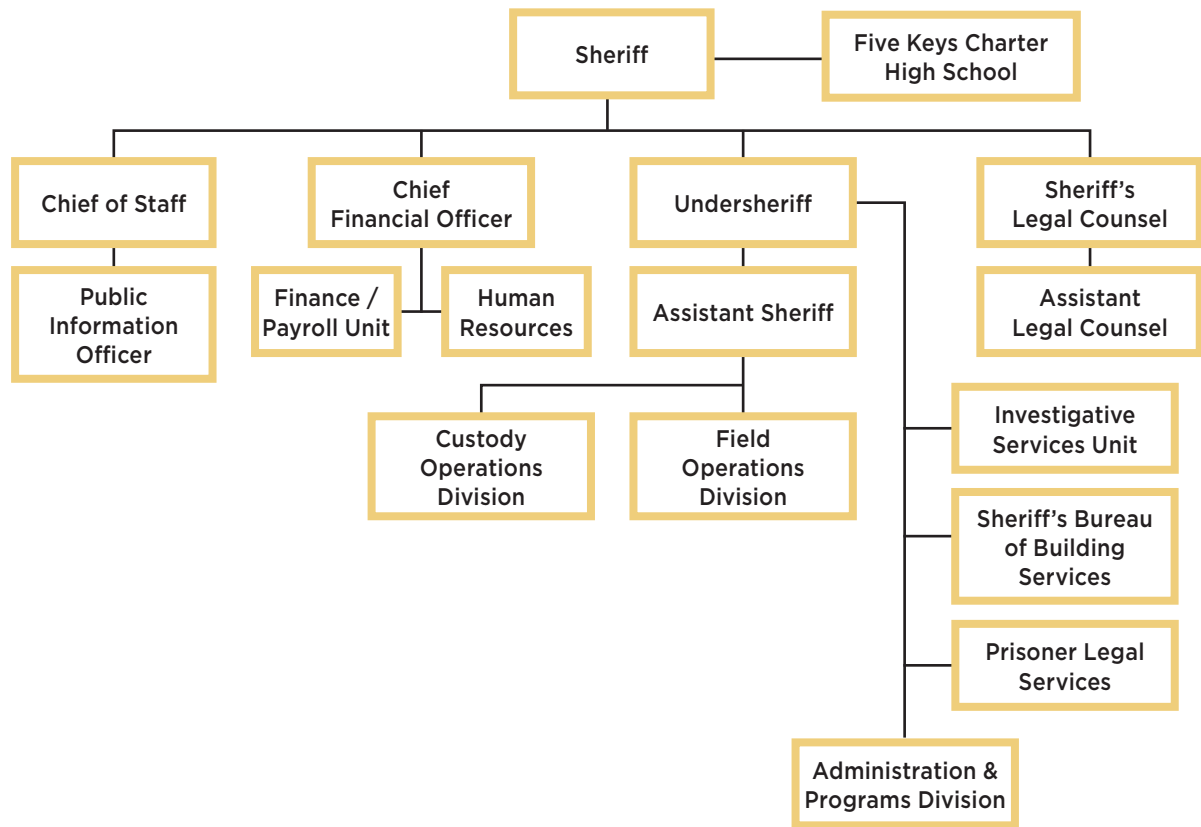 Sheriff
Five Keys Charter
High School
Chief of Staff
Chief
Financial Officer
Undersheriff
Sheriff’s
Legal Counsel
Public
Information
Officer
Finance /
Payroll Unit
Human
Resources
Assistant Sheriff
Assistant
Legal Counsel
Custody
Operations
Division
Field
Operations
Division
Investigative
Services Unit
Sheriff’s Bureau
of Building
Services
Prisoner Legal
Services
Administration &
Programs Division